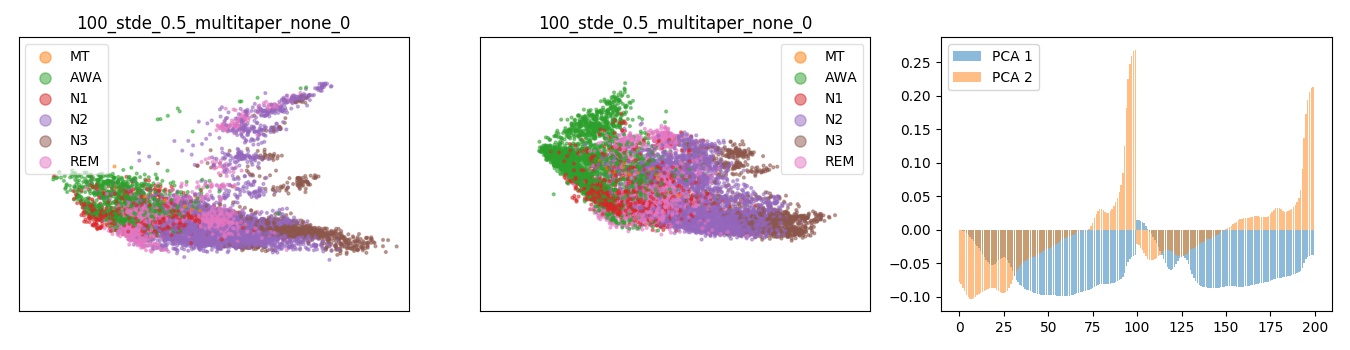 100_stde_0.5_multitaper_none_0
MT
AWA
N1
N2
N3
REM
100_stde_0.5_multitaper_none_0
MT
AWA
N1
N2
N3
REM
PCA 1
PCA 2
0.25
0.20
0.15
0.10
0.05
0.00
−0.05
−0.10
0 25 50 75 100 125 150 175 200